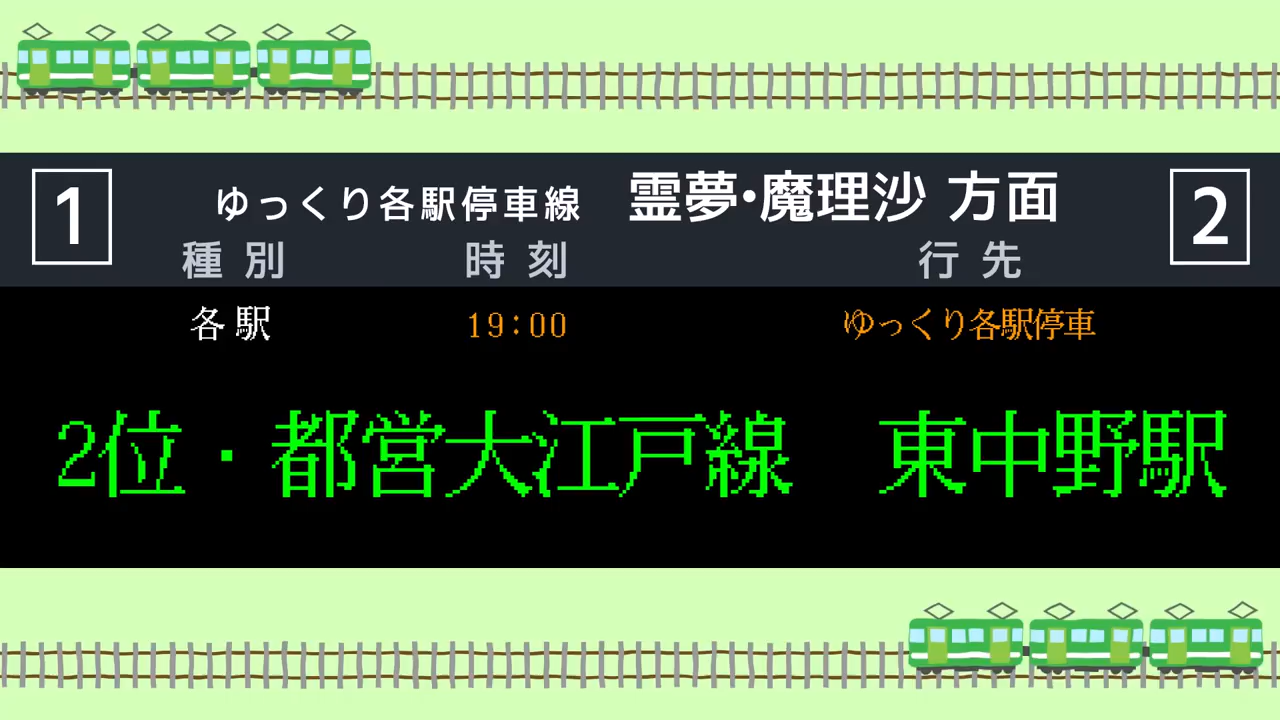 1 ゆっくり各駅停車線 霊夢・魔理沙 方面 2
種別 時刻 行先
各駅 19:00 ゆっくり各駅停車
2位・都営大江戸線 東中野駅